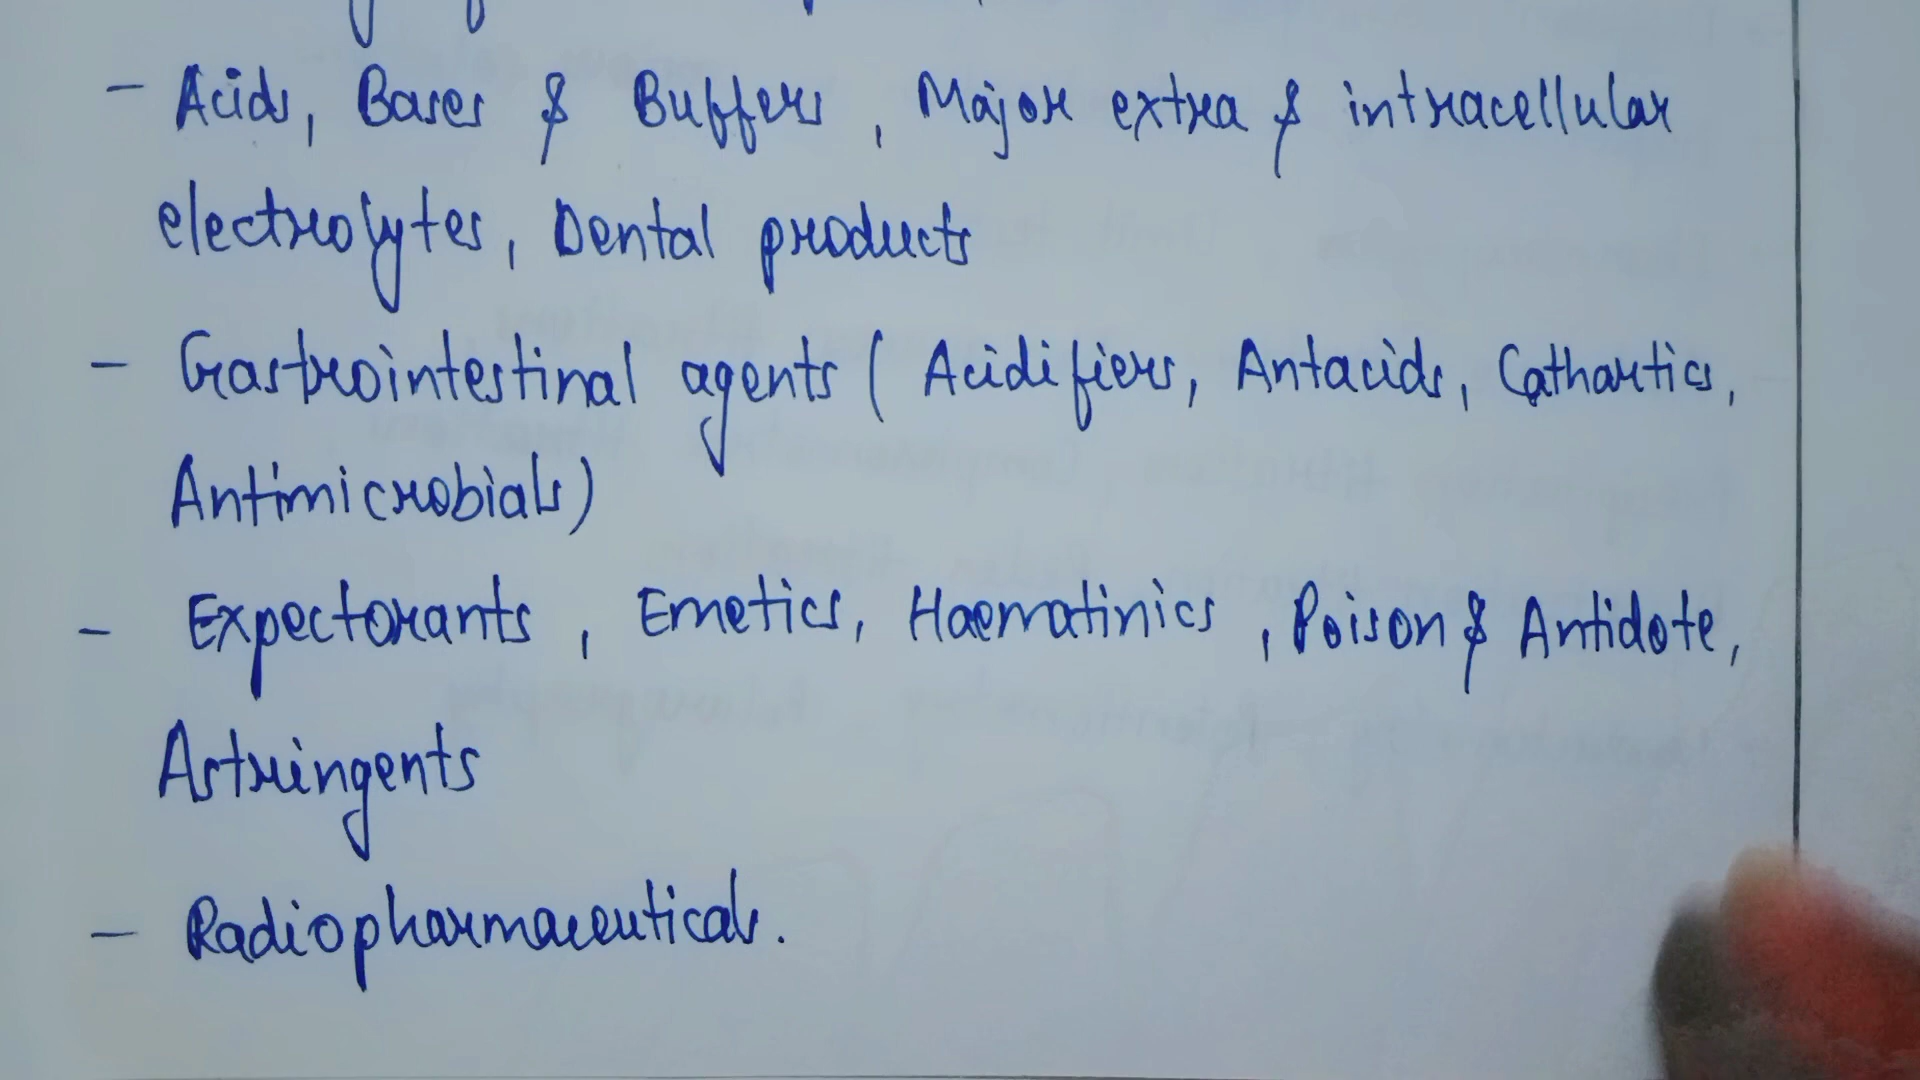 - Acids, Bases & Buffers, Major extra & intracellular
electrolytes, Dental products
- Gastrointestinal agents ( Acidifiers, Antacids, Cathartics,
Antimicrobials)
- Expectorants, Emetics, Haematinics, Poison & Antidote,
Astringents
- Radiopharmaceuticals.